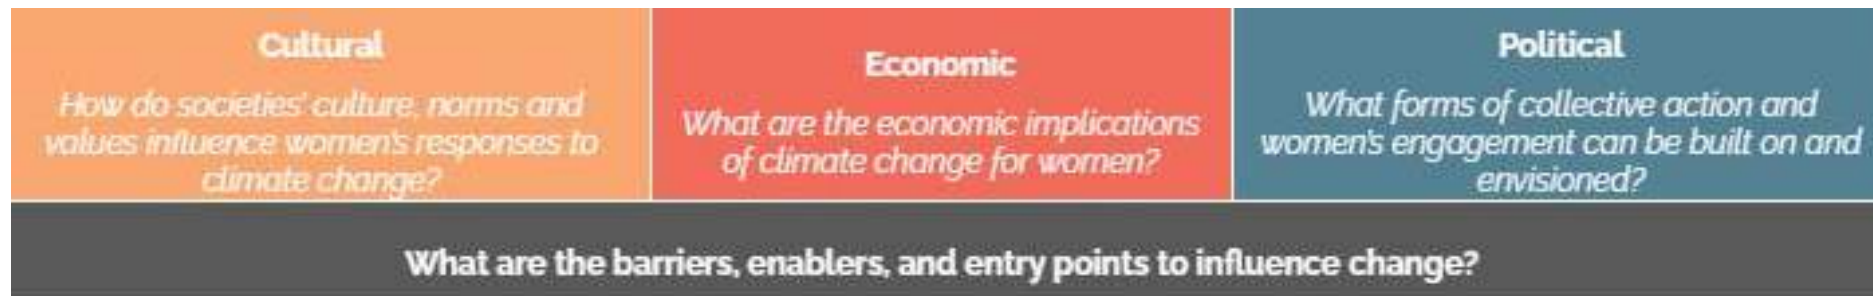 Cultural
How do societies' culture, norms and
values influence women's responses to
climate change?
Economic
What are the economic implications
of climate change for women?
Political
What forms of collective action and
women's engagement can be built on and
envisioned?
What are the barriers, enablers, and entry points to influence change?